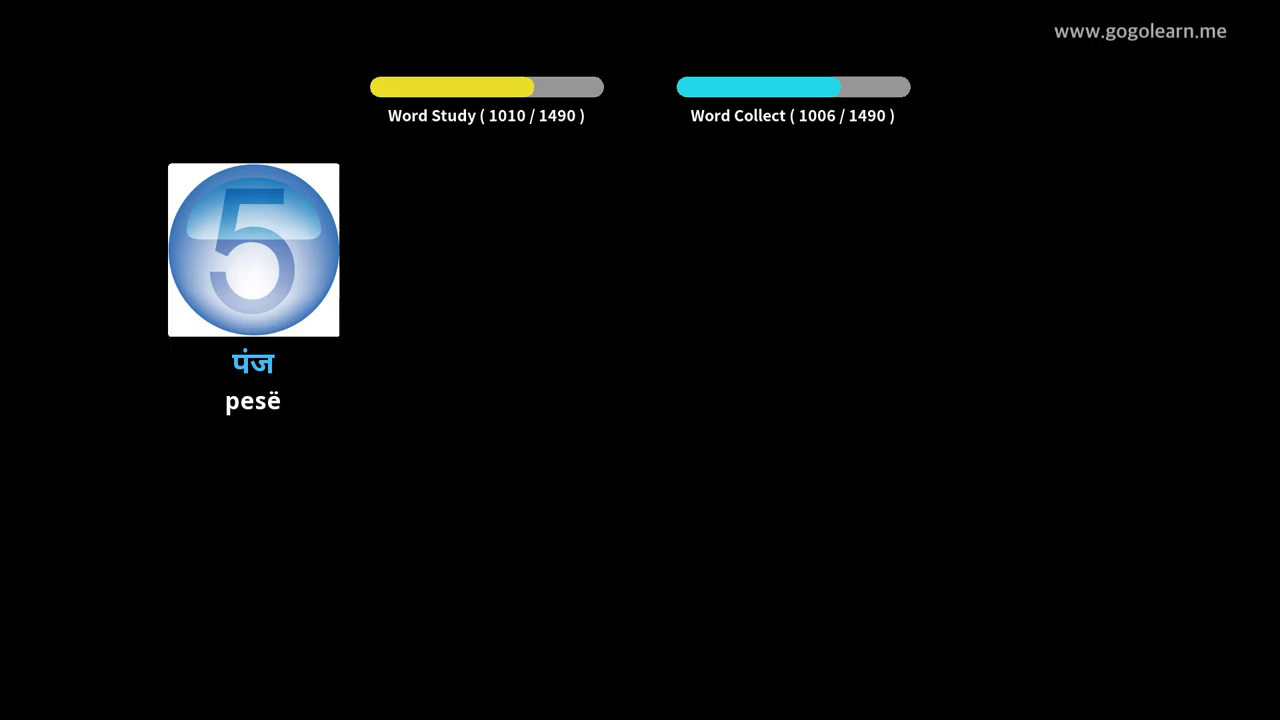 www.gogolearn.me
Word Study ( 1010 / 1490 )
Word Collect ( 1006 / 1490 )
5
पंज
pesë